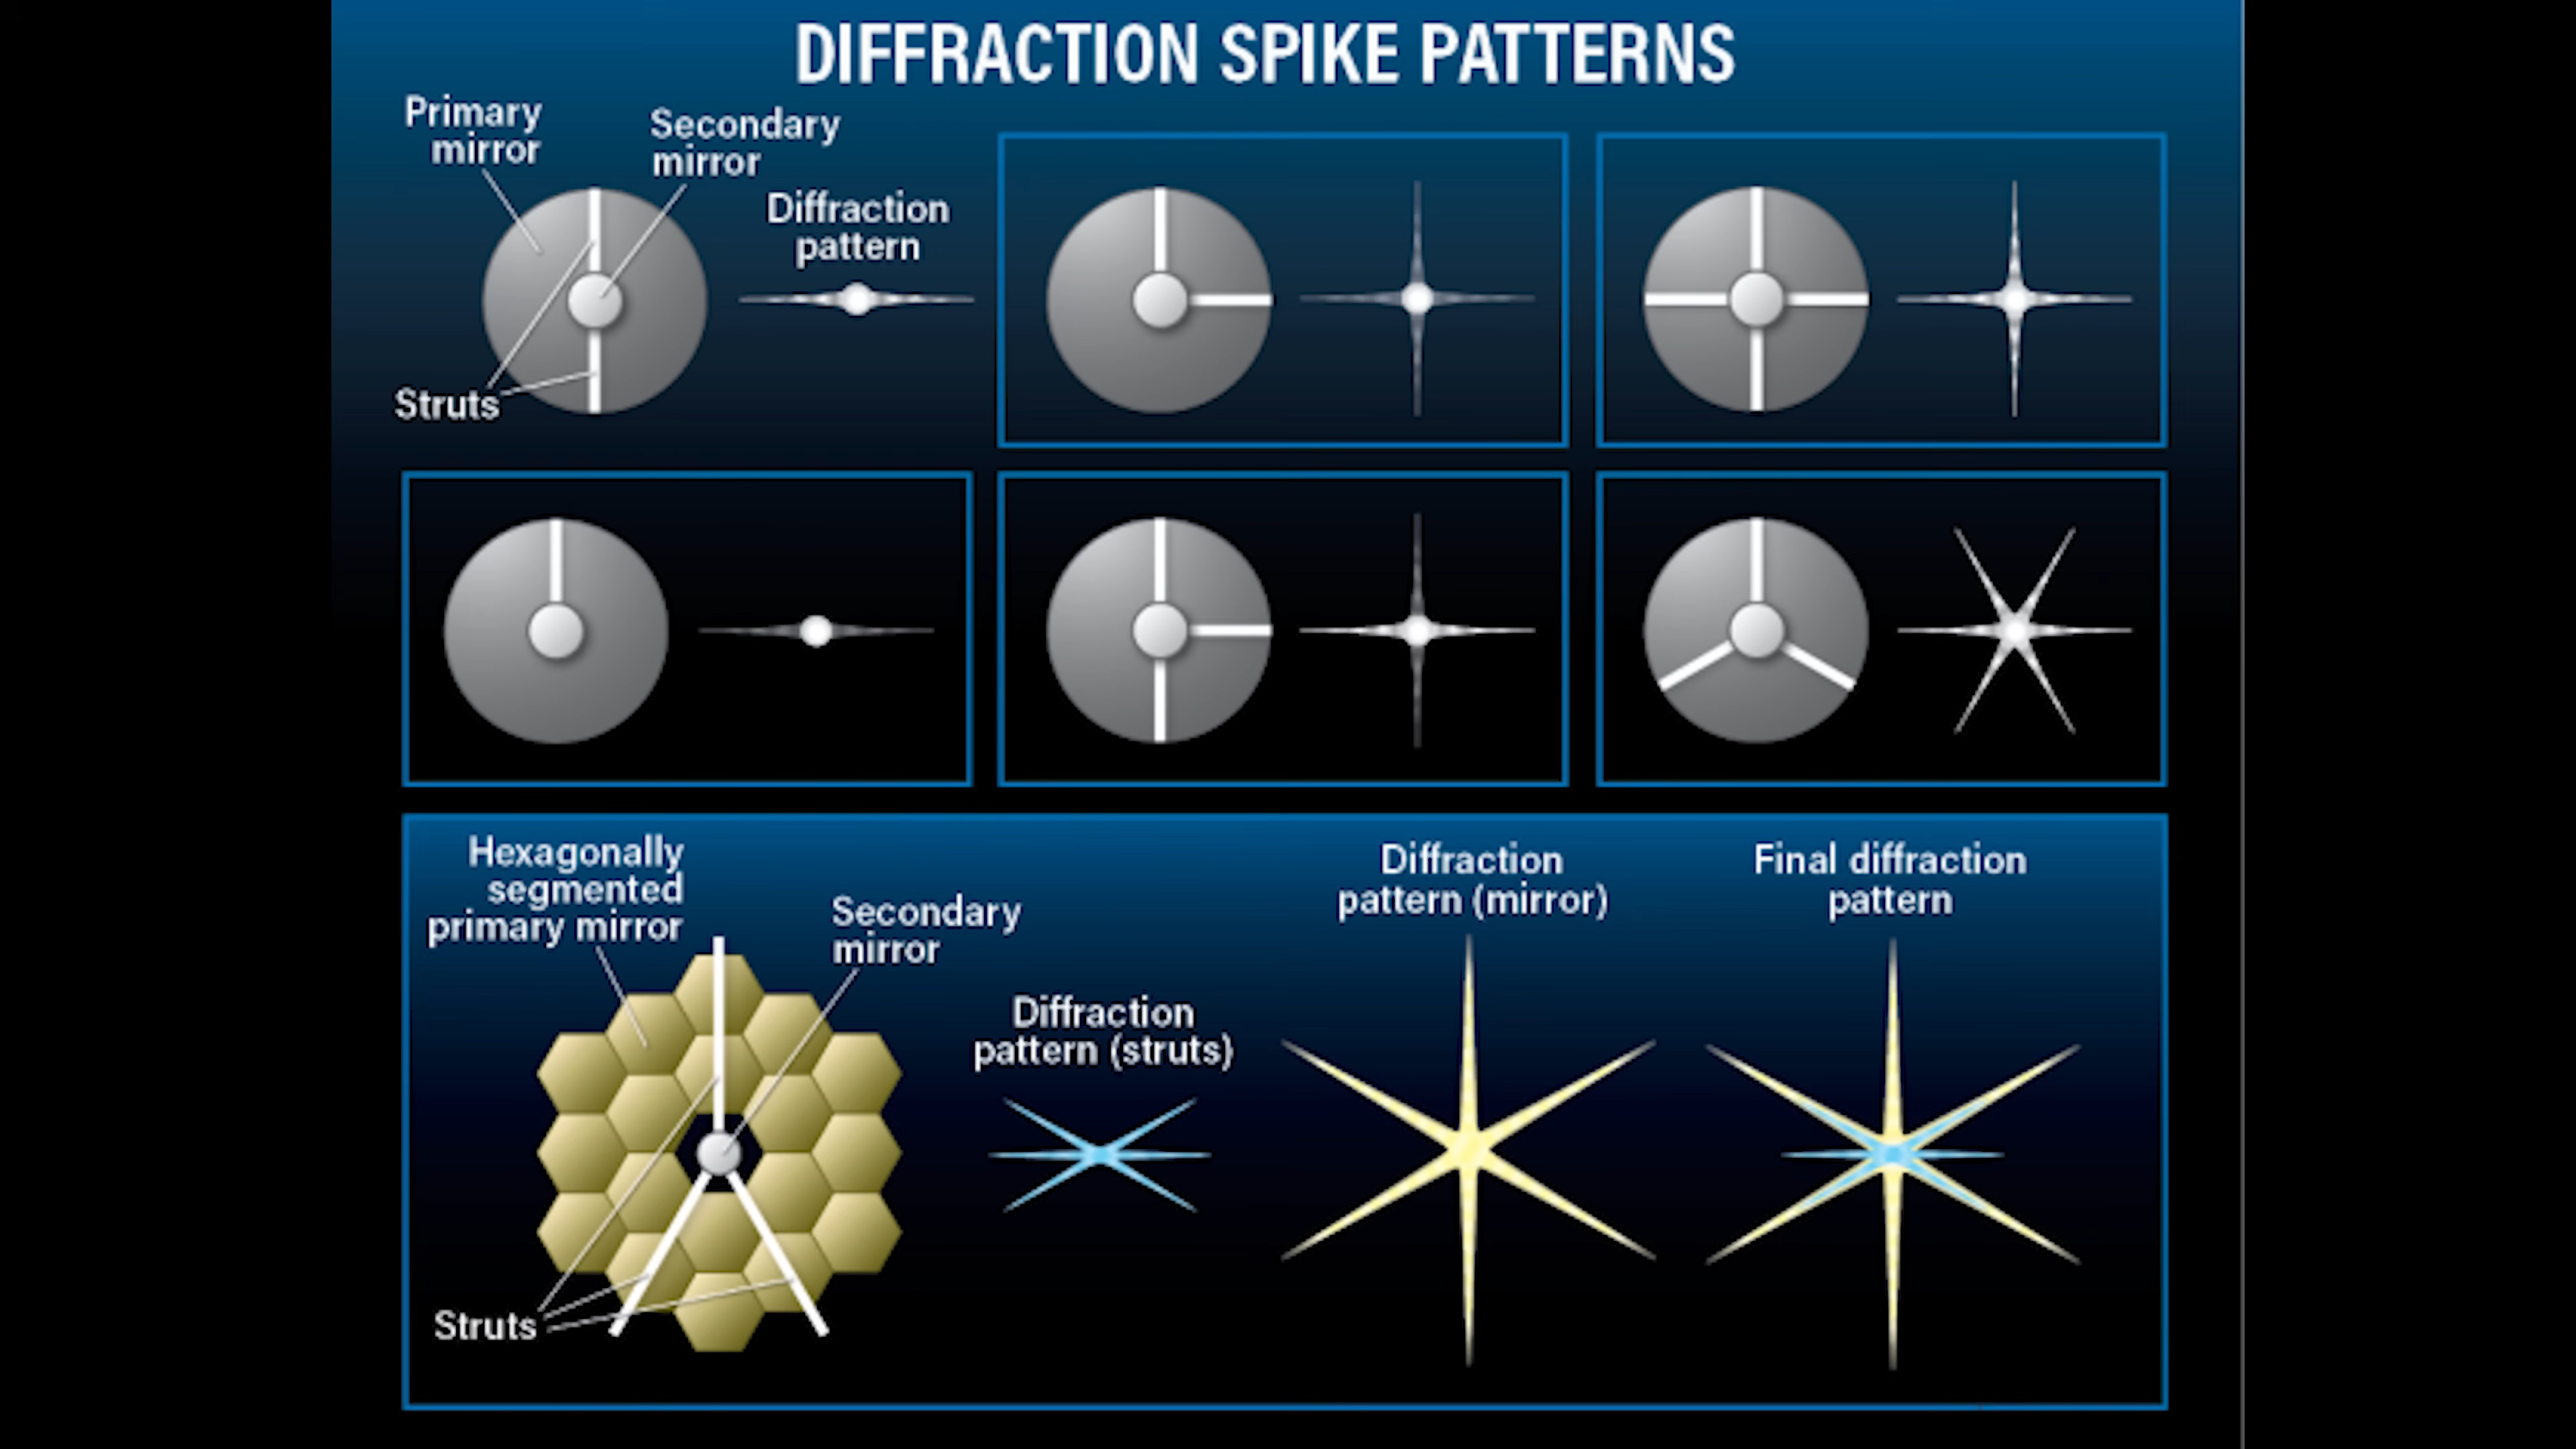 DIFFRACTION SPIKE PATTERNS
Primary
mirror
Secondary
mirror
Diffraction
pattern
Struts
Hexagonally
segmented
primary mirror
Secondary
mirror
Struts
Diffraction
pattern (struts)
Diffraction
pattern (mirror)
Final diffraction
pattern